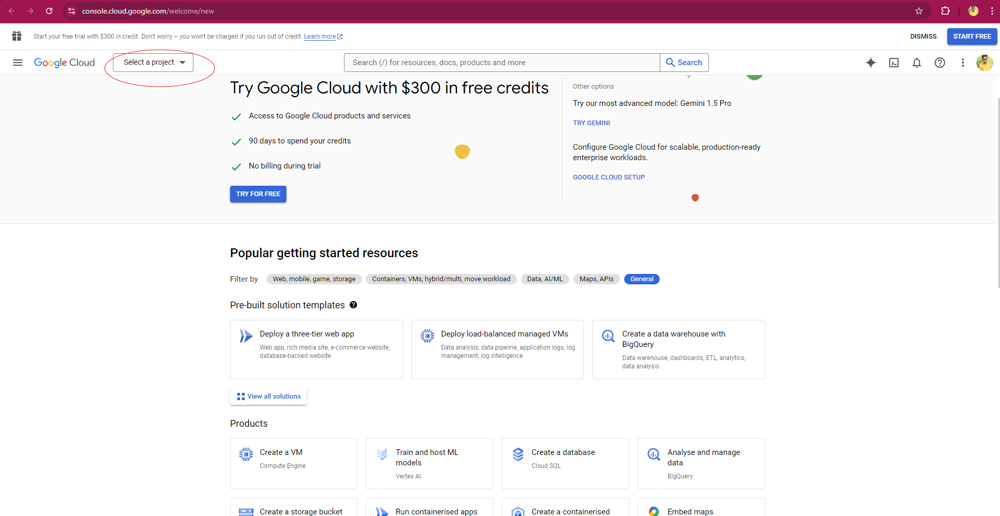 console.cloud.google.com/welcome/new
Start your free trial with $300 in credit. Don't worry – you won't be charged if you run out of credit. Learn more
DISMISS
START FREE
Google Cloud
Select a project
Search (/) for resources, docs, products and more
Search
Try Google Cloud with $300 in free credits
Access to Google Cloud products and services
90 days to spend your credits
No billing during trial
TRY FOR FREE
Other options
Try our most advanced model: Gemini 1.5 Pro
TRY GEMINI
Configure Google Cloud for scalable, production-ready
enterprise workloads.
GOOGLE CLOUD SETUP
Popular getting started resources
Filter by
Web, mobile, game, storage
Containers, VMs, hybrid/multi, move workload
Data, AI/ML
Maps, APIs
General
Pre-built solution templates
Deploy a three-tier web app
Web app, rich media site, e-commerce website,
database-backed website
Deploy load-balanced managed VMs
Data analysis, data pipeline, application logs, log
management, log intelligence
Create a data warehouse with
BigQuery
Data warehouse, dashboards, ETL, analytics,
data analysis
View all solutions
Products
Create a VM
Compute Engine
Train and host ML
models
Vertex AI
Create a database
Cloud SQL
Analyse and manage
data
BigQuery
Create a storage bucket
Run containerised apps
Create a containerised
Embed maps